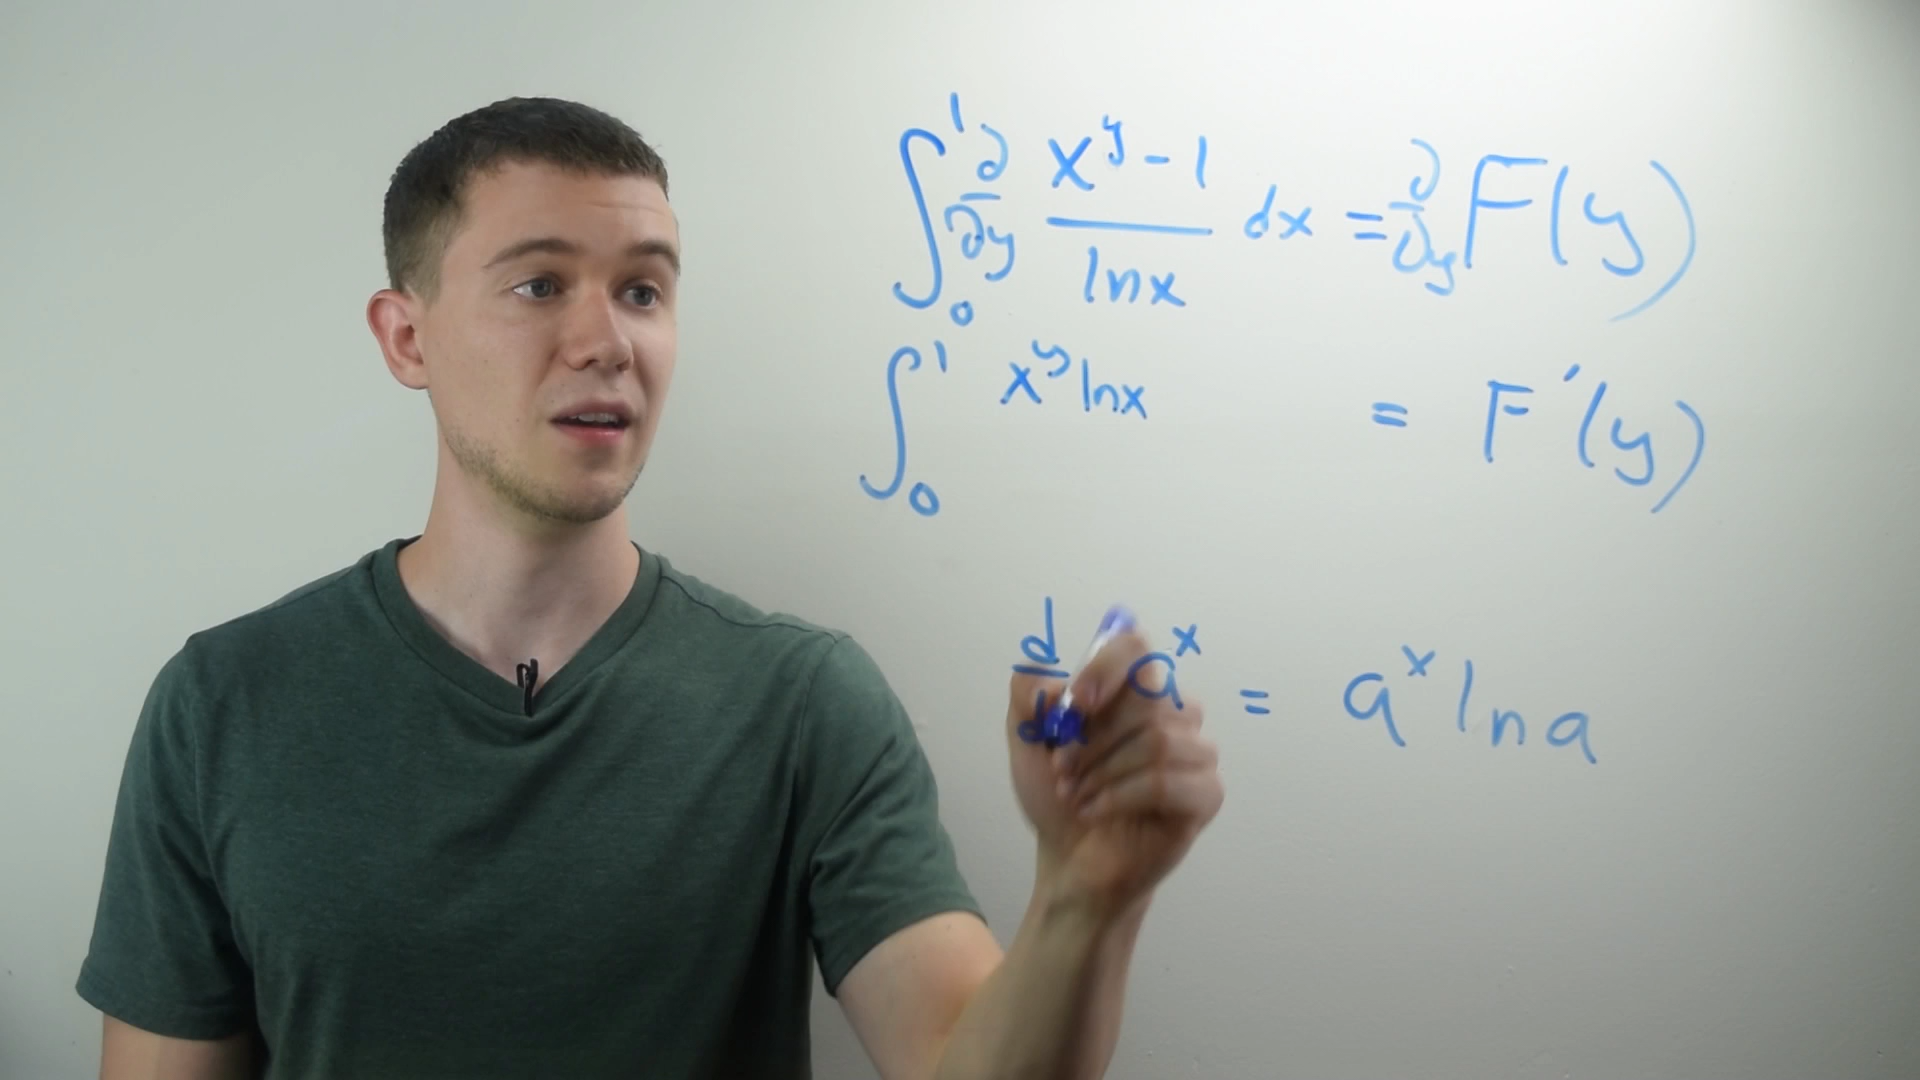 ∫₀¹ ∂/∂y (x^y - 1)/(ln x) dx = ∂/∂y F(y)
∫₀¹ x^y ln x = F'(y)
d/dx a^x = a^x ln a